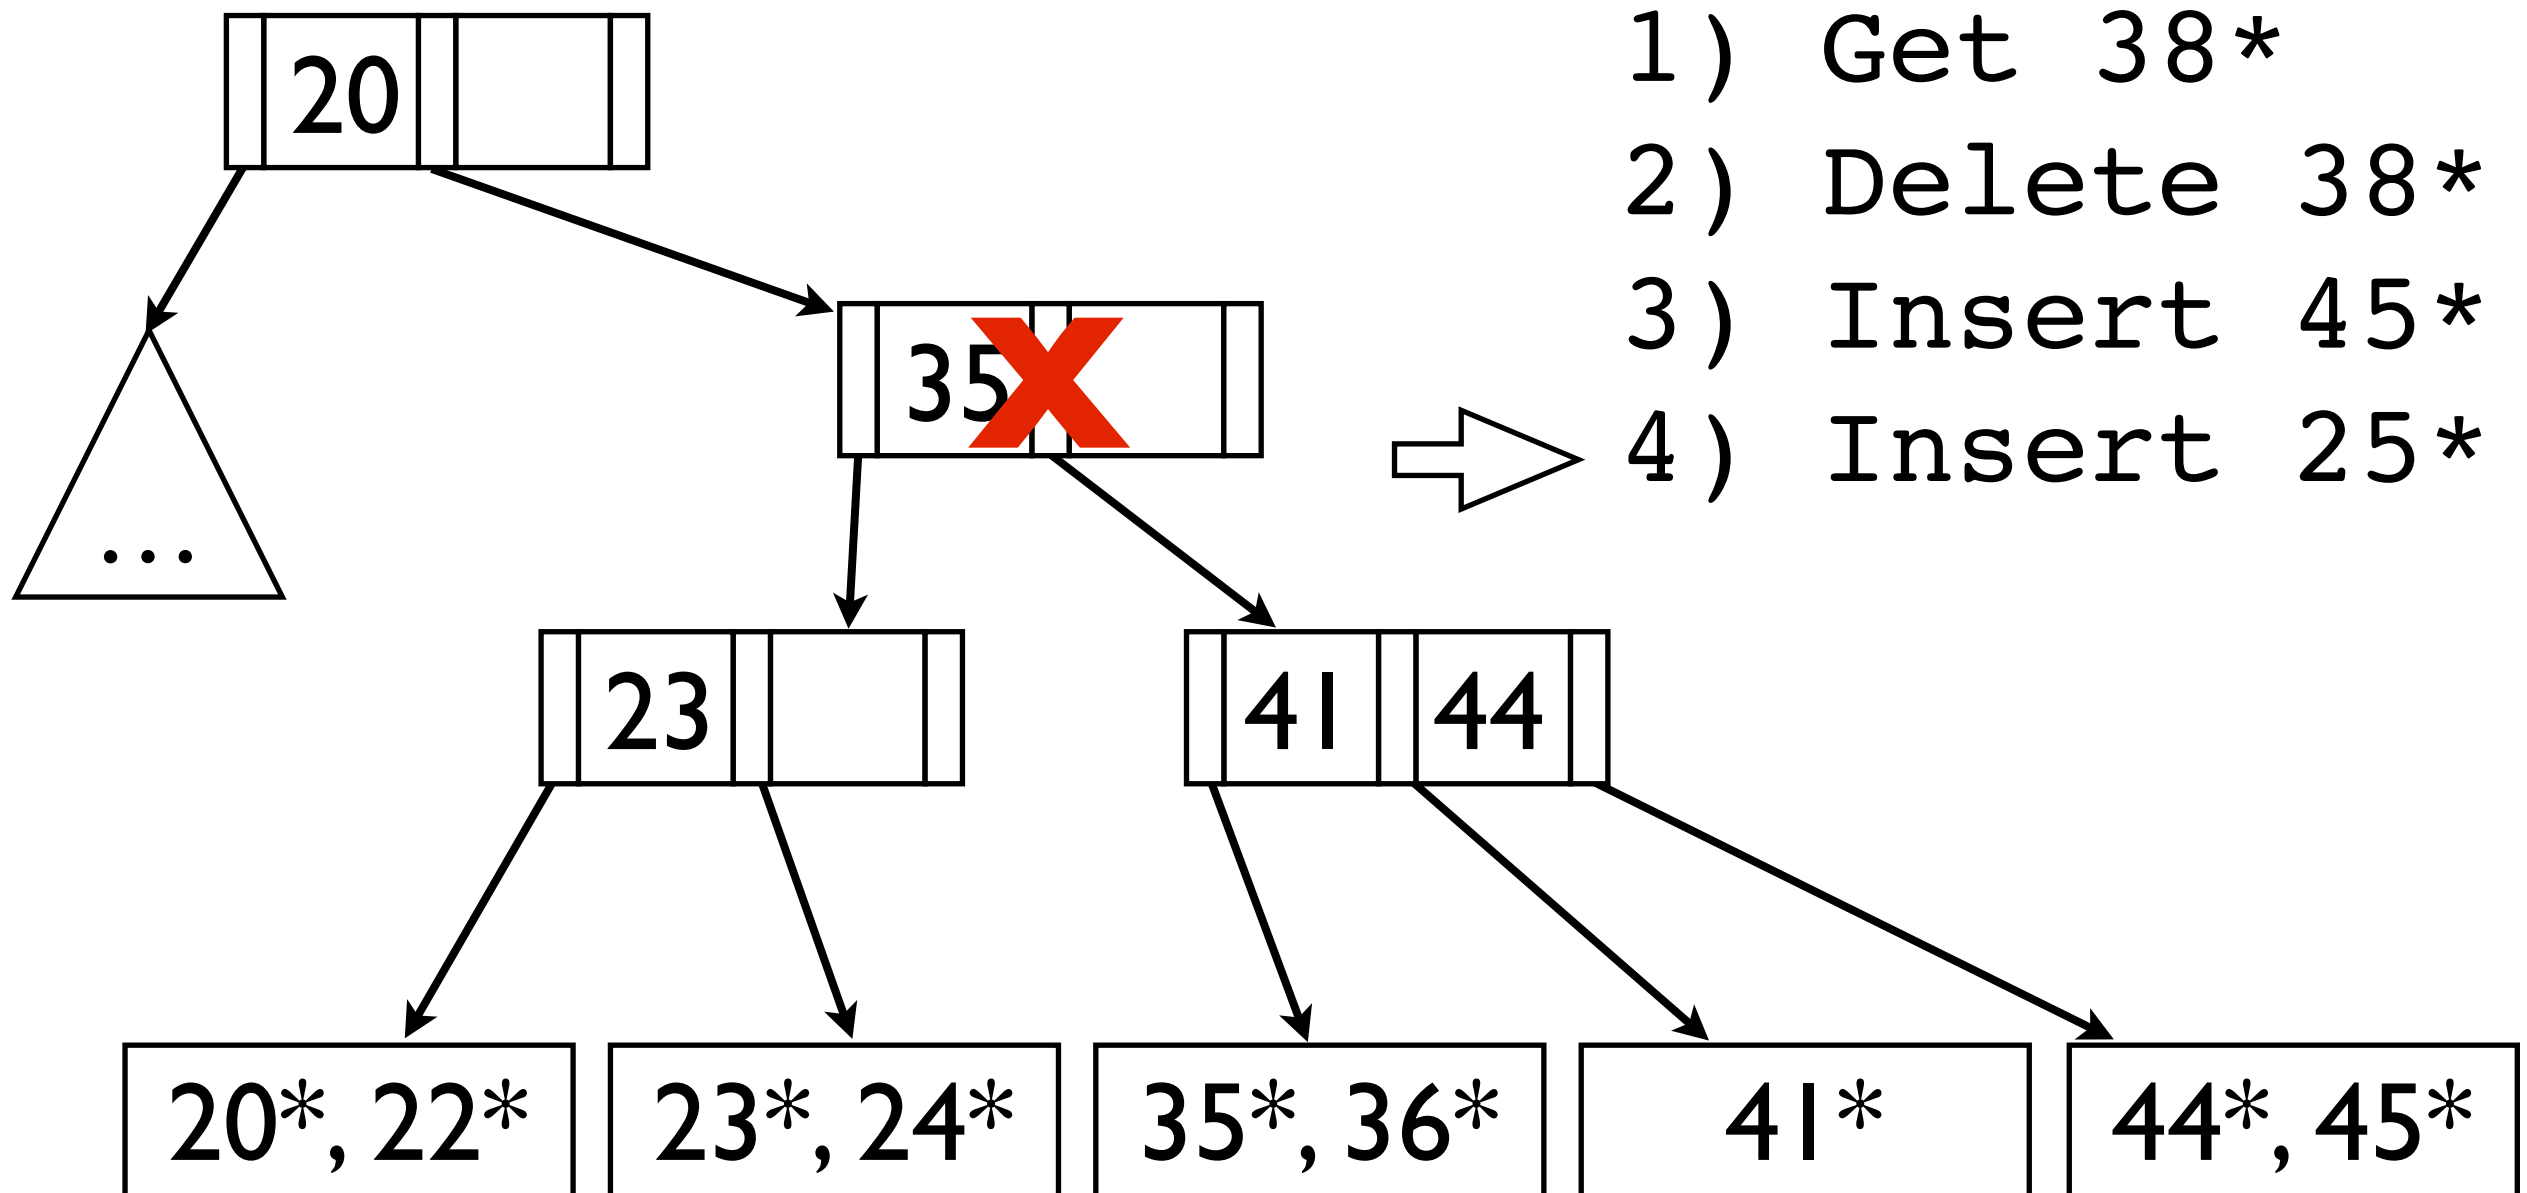 1) Get 38*
2) Delete 38*
3) Insert 45*
4) Insert 25*
20
35 X
23
41 44
...
20*, 22*
23*, 24*
35*, 36*
41*
44*, 45*